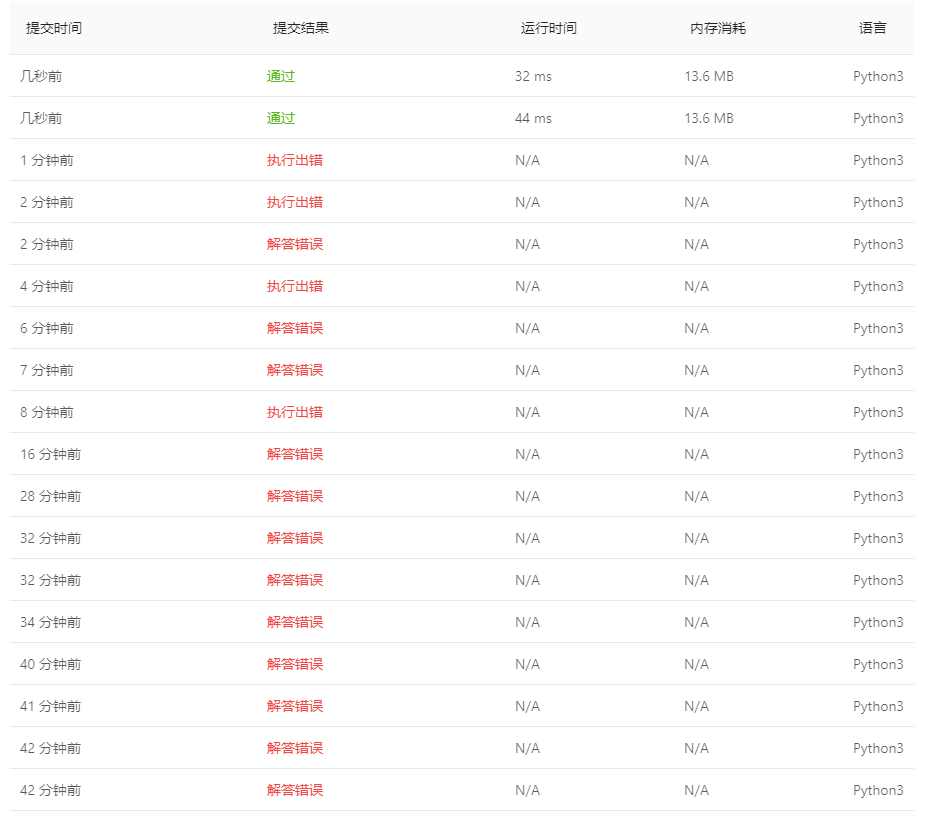 提交时间 提交结果 运行时间 内存消耗 语言
几秒前 通过 32 ms 13.6 MB Python3
几秒前 通过 44 ms 13.6 MB Python3
1 分钟前 执行出错 N/A N/A Python3
2 分钟前 执行出错 N/A N/A Python3
2 分钟前 解答错误 N/A N/A Python3
4 分钟前 执行出错 N/A N/A Python3
6 分钟前 解答错误 N/A N/A Python3
7 分钟前 解答错误 N/A N/A Python3
8 分钟前 执行出错 N/A N/A Python3
16 分钟前 解答错误 N/A N/A Python3
28 分钟前 解答错误 N/A N/A Python3
32 分钟前 解答错误 N/A N/A Python3
32 分钟前 解答错误 N/A N/A Python3
34 分钟前 解答错误 N/A N/A Python3
40 分钟前 解答错误 N/A N/A Python3
41 分钟前 解答错误 N/A N/A Python3
42 分钟前 解答错误 N/A N/A Python3
42 分钟前 解答错误 N/A N/A Python3